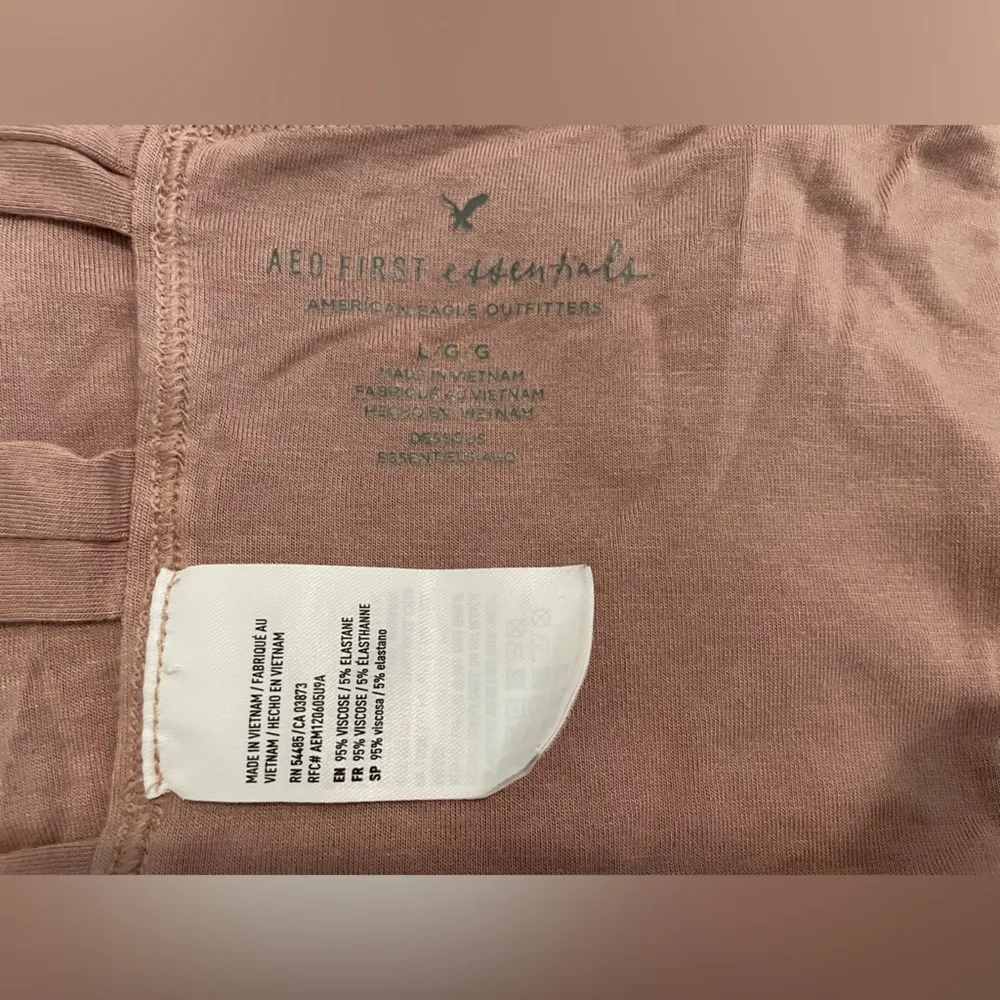 AEO FIRST essentials
AMERICAN EAGLE OUTFITTERS
L/G/G
MADE IN VIETNAM
FABRIQUÉ AU VIETNAM
HECHO EN VIETNAM
DESSOUS
ESSENTIELS AEO
MADE IN VIETNAM / FABRIQUÉ AU
VIETNAM / HECHO EN VIETNAM
RN 54485/CA 03873
RFC# AEM120605U9A
EN 95% VISCOSE / 5% ELASTANE
FR 95% VISCOSE / 5% ÉLASTHANNE
SP 95% viscosa / 5% elastano